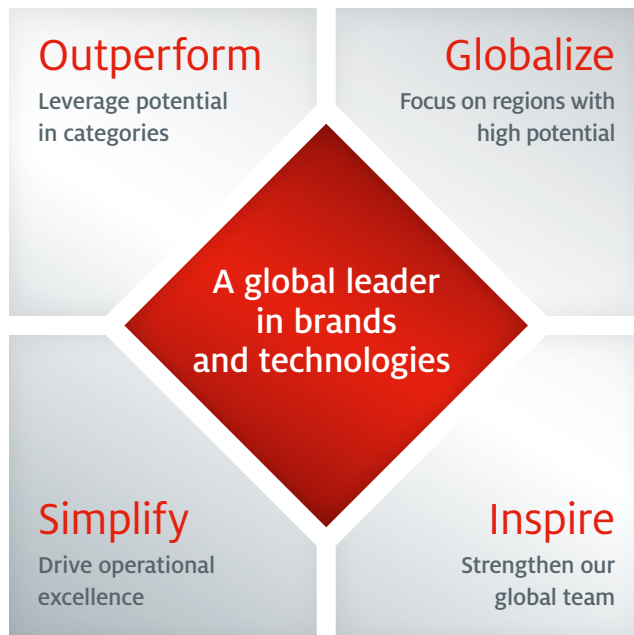 Outperform
Leverage potential
in categories
Globalize
Focus on regions with
high potential
A global leader
in brands
and technologies
Simplify
Drive operational
excellence
Inspire
Strengthen our
global team